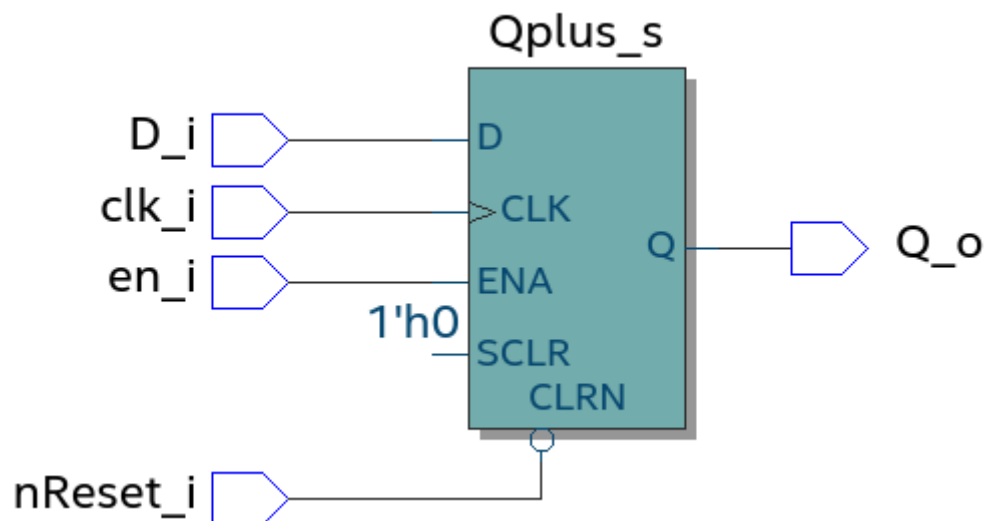 Qplus_s
D_i
D
clk_i
CLK
Q
Q_o
en_i
ENA
1'h0
SCLR
CLRN
nReset_i